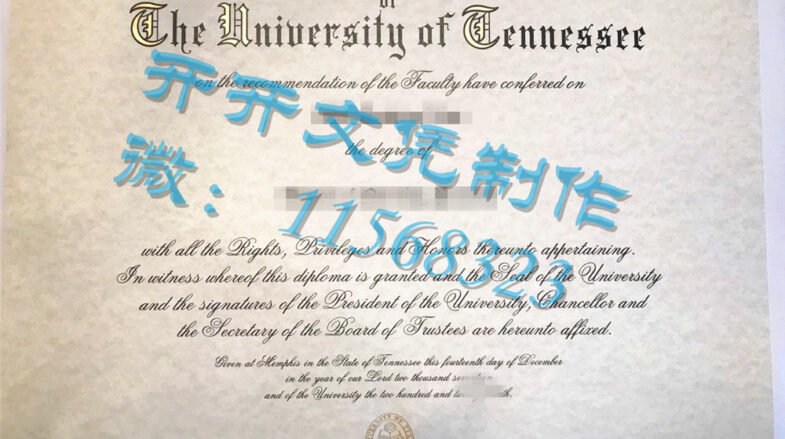 of
The University of Tennessee
on the recommendation of the Faculty have conferred on
the degree of
开开文凭制作
微:
11568323
with all the Rights, Privileges and Honors thereunto appertaining.
In witness whereof this diploma is granted and the Seal of the University
and the signatures of the President of the University, Chancellor and
the Secretary of the Board of Trustees are hereunto affixed.
Given at Memphis in the State of Tennessee this fourteenth day of December
in the year of our Lord two thousand
and of the University the two hundred and